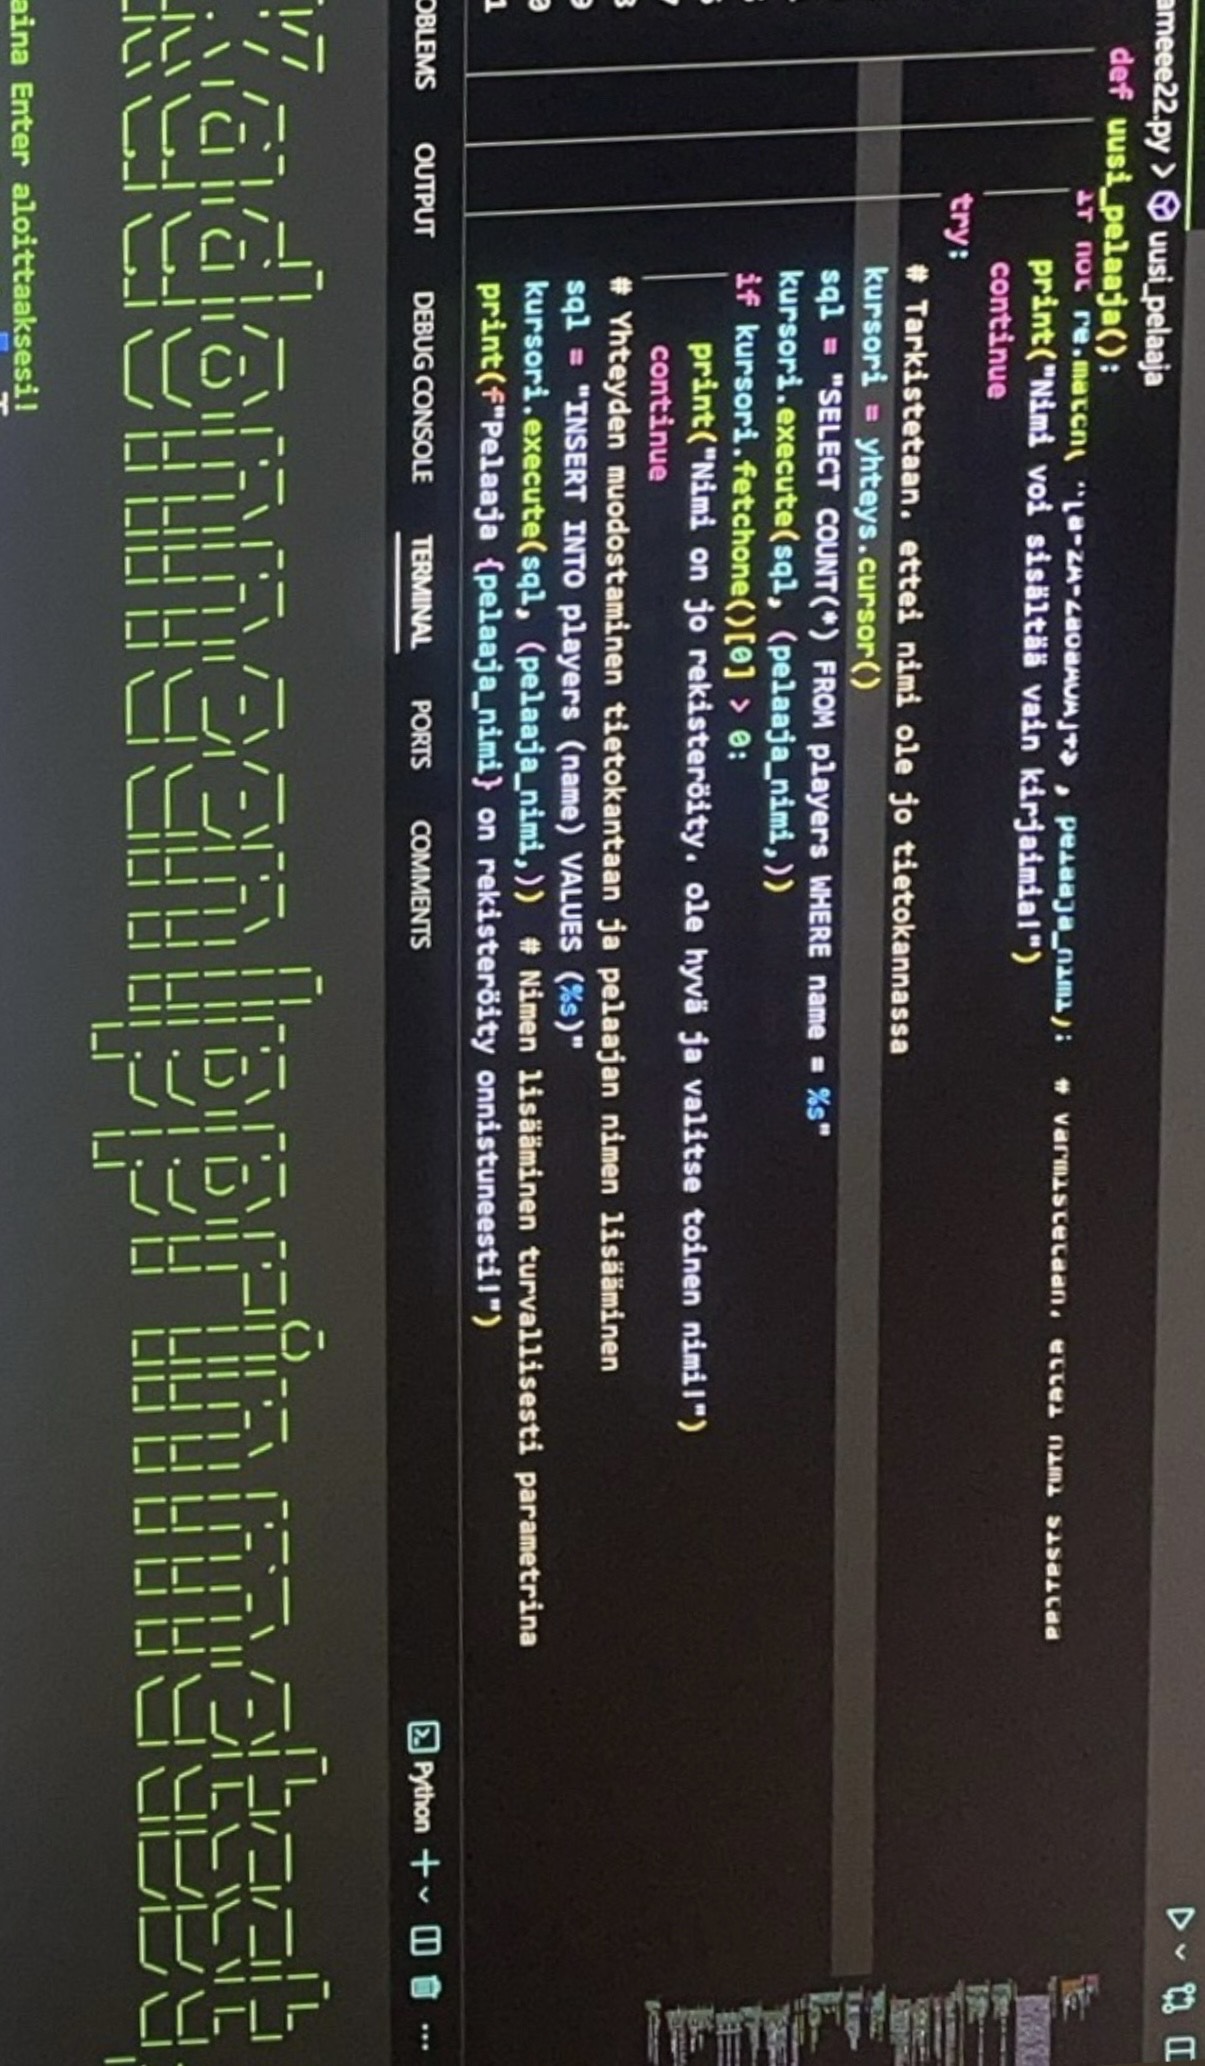 ameee22.py > uusi_pelaaja
def uusi_pelaaja():
if not re.match( , pelaaja_nimi): # varmistetaan, ettei nimi sisältää
print("Nimi voi sisältää vain kirjaimia!")
continue
try:
# Tarkistetaan, ettei nimi ole jo tietokannassa
kursori = yhteys.cursor()
sql = "SELECT COUNT(*) FROM players WHERE name = %s"
kursori.execute(sql, (pelaaja_nimi,))
if kursori.fetchone()[0] > 0:
print("Nimi on jo rekisteröity, ole hyvä ja valitse toinen nimi!")
continue
# Yhteyden muodostaminen tietokantaan ja pelaajan nimen lisääminen
sql = "INSERT INTO players (name) VALUES (%s)"
kursori.execute(sql, (pelaaja_nimi,)) # Nimen lisääminen turvallisesti parametrina
print(f"Pelaaja {pelaaja_nimi} on rekisteröity onnistuneesti!")
OBLEMS OUTPUT DEBUG CONSOLE TERMINAL PORTS COMMENTS Python
Kadonneen lpprin metsst
aina Enter aloittaaksesi!